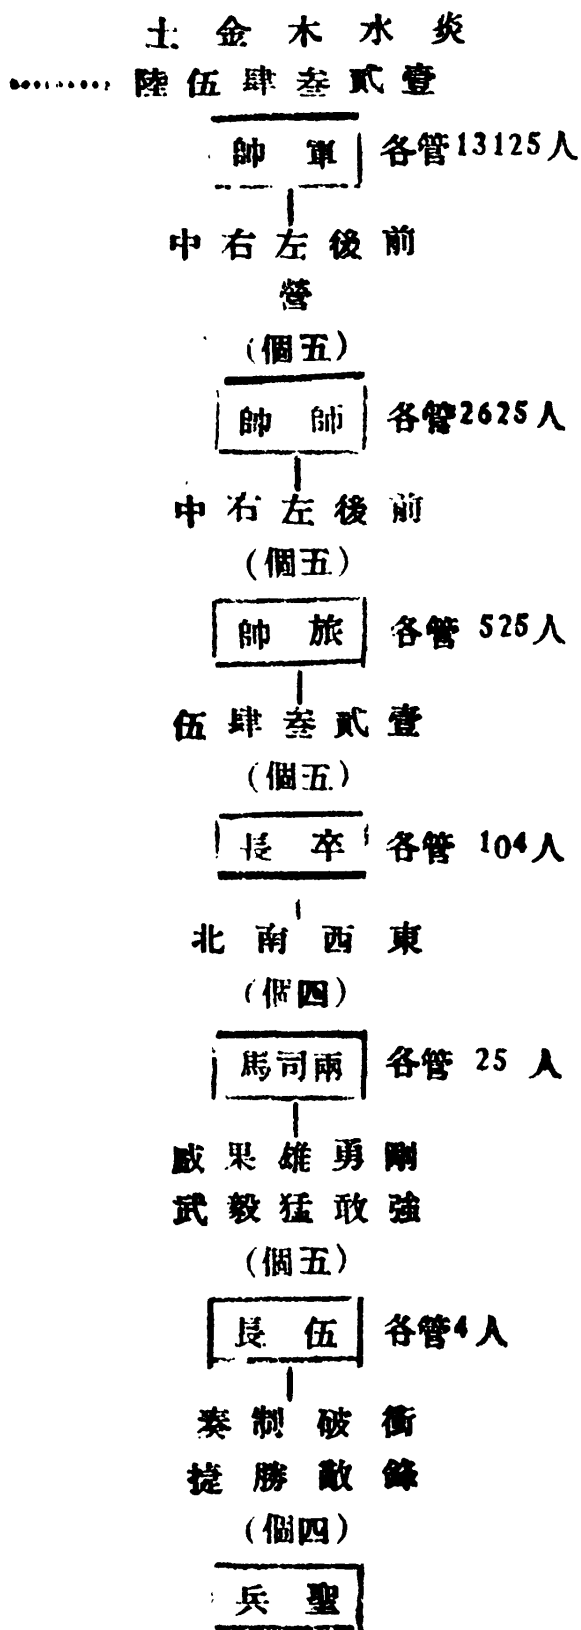 炎水木金土
壹貳叁肆伍陸………
軍帥 各管13125人
前後左右中
營
(五個)
師帥 各管2625人
前後左右中
(五個)
旅帥 各管 525人
壹貳叁肆伍
(五個)
卒長 各管 104人
東西南北
(四個)
兩司馬 各管 25 人
剛勇雄果威
強敢猛毅武
(五個)
伍長 各管4人
衝破制奏
鋒敵勝捷
(四個)
聖兵